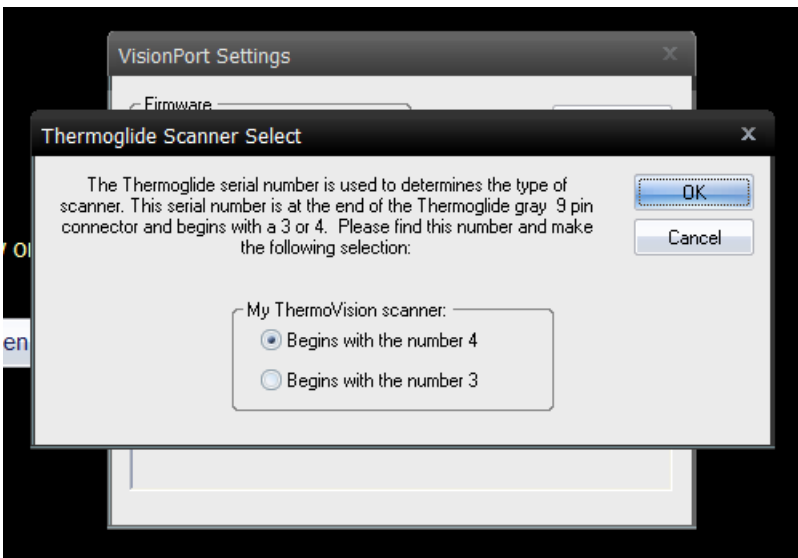 VisionPort Settings
x
Firmware
Thermoglide Scanner Select
x
The Thermoglide serial number is used to determines the type of
scanner. This serial number is at the end of the Thermoglide gray 9 pin
connector and begins with a 3 or 4. Please find this number and make
the following selection:
OK
Cancel
y or
en
My ThermoVision scanner:
Begins with the number 4
Begins with the number 3